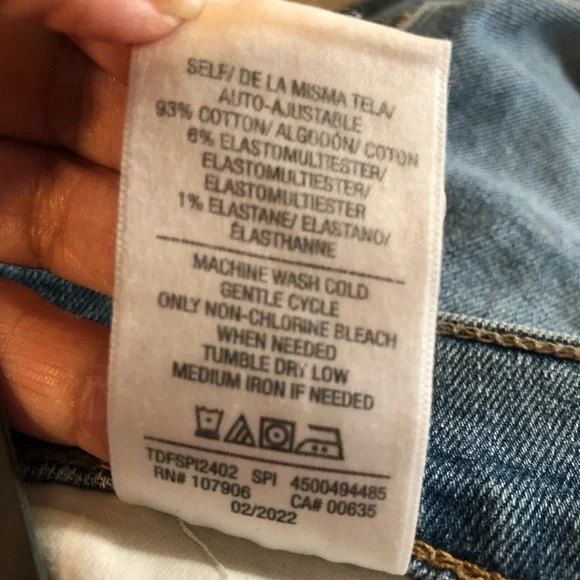 SELF/ DE LA MISMA TELA/
AUTO-AJUSTABLE
93% COTTON/ ALGODÓN/ COTON
6% ELASTOMULTIESTER/
ELASTOMULTIESTER/
ELASTOMULTIESTER
1% ELASTANE/ ELASTANO/
ÉLASTHANNE
MACHINE WASH COLD
GENTLE CYCLE
ONLY NON-CHLORINE BLEACH
WHEN NEEDED
TUMBLE DRY LOW
MEDIUM IRON IF NEEDED
TDFSPI2402 SPI 4500494485
RN# 107906 CA# 00635
02/2022